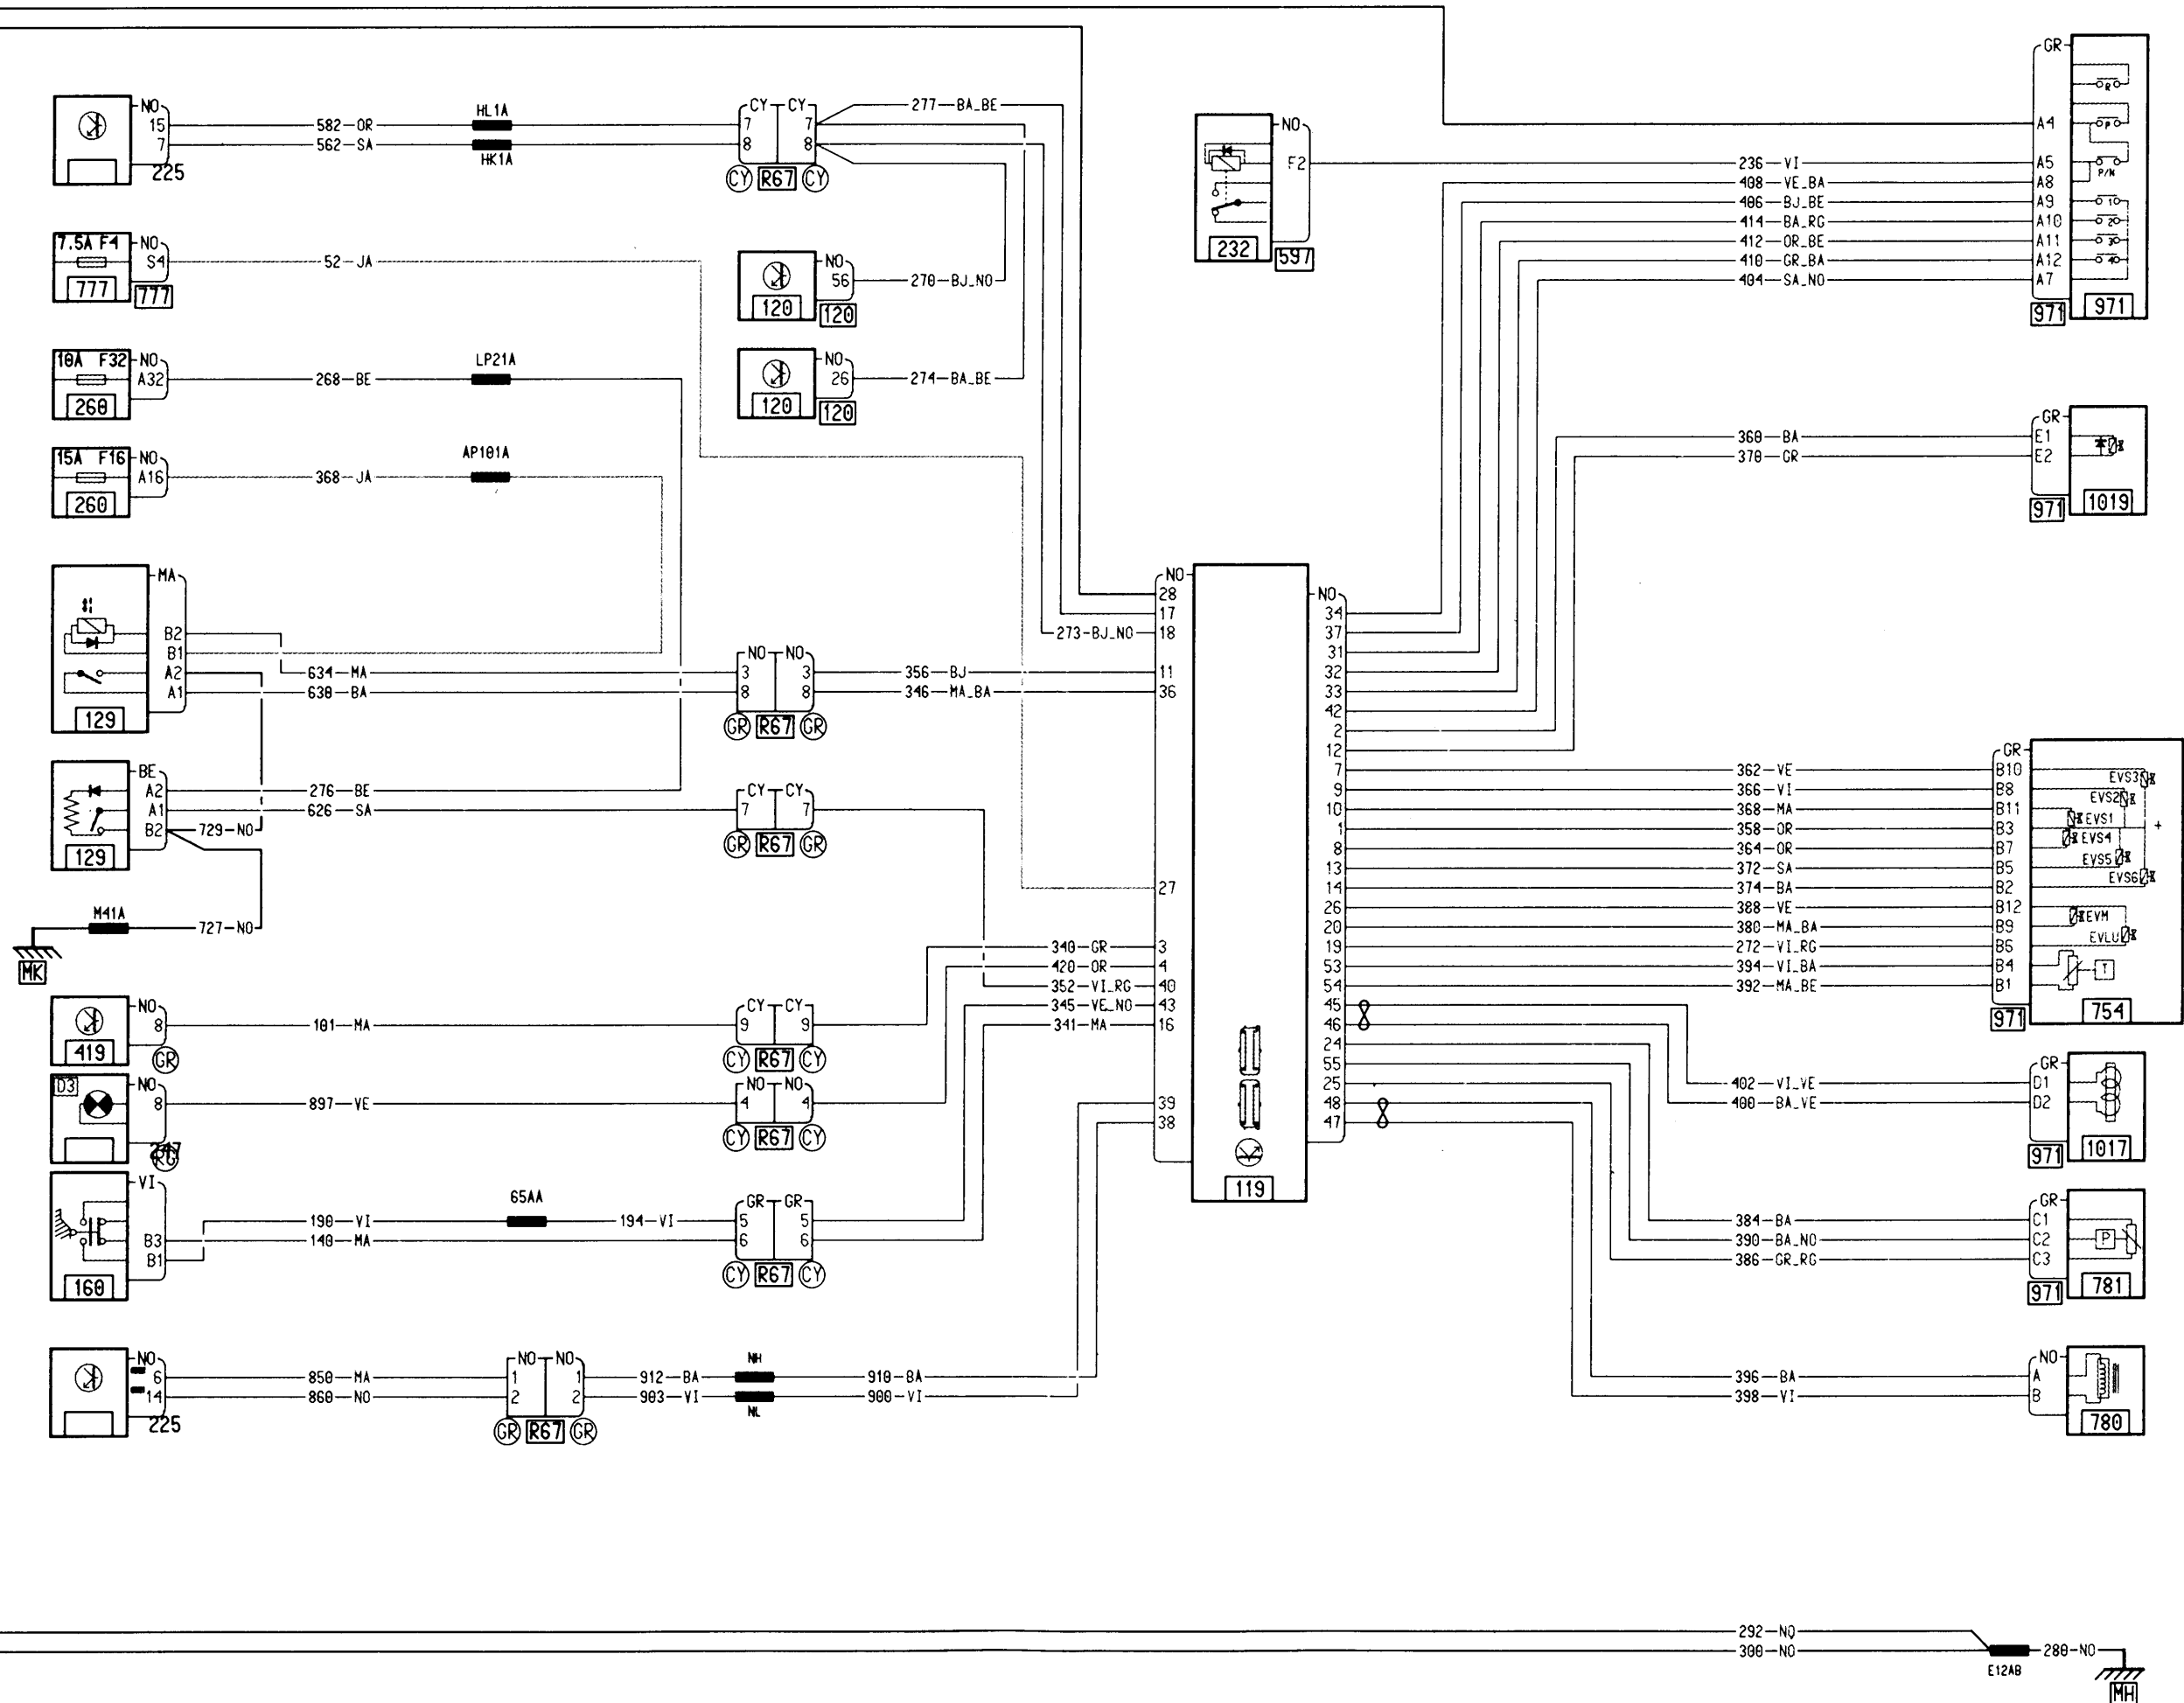 NO
15
7
225
582-OR
562-SA
HL1A
HK1A
CY CY
7 7
8 8
CY R67 CY
277-BA_BE
7.5A F4
NO
S4
777
777
52-JA
NO
56
120
120
270-BJ_NO
NO
26
120
120
274-BA_BE
10A F32
NO
A32
260
268-BE
LP21A
15A F16
NO
A16
260
368-JA
AP101A
NO
F2
232
597
236-VI
408-VE_BA
406-BJ_BE
414-BA_RG
412-OR_BE
410-GR_BA
404-SA_NO
GR
A4
A5
A8
A9
A10
A11
A12
A7
R
P
P/N
1
2
3
4
971
971
360-BA
370-GR
GR
E1
E2
971
1019
MA
B2
B1
A2
A1
129
634-MA
630-BA
NO NO
3 3
8 8
GR R67 GR
356-BJ
346-MA_BA
BE
A2
A1
B2
129
276-BE
626-SA
729-NO
CY CY
7 7
GR R67 GR
M41A
727-NO
MK
NO
28
17
273-BJ_NO
18
11
36
27
340-GR
3
420-OR
4
352-VI_RG
40
345-VE_NO
43
341-MA
16
39
38
119
NO
34
37
31
32
33
42
2
12
7
9
10
1
8
13
14
26
20
19
53
54
45
46
24
55
25
48
47
362-VE
366-VI
368-MA
358-OR
364-OR
372-SA
374-BA
388-VE
380-MA_BA
272-VI_RG
394-VI_BA
392-MA_BE
GR
B10
B8
B11
B3
B7
B5
B2
B12
B9
B6
B4
B1
EVS3
EVS2
EVS1
+
EVS4
EVS5
EVS6
EVM
EVLU
T
971
754
402-VI_VE
400-BA_VE
GR
D1
D2
971
1017
384-BA
390-BA_NO
386-GR_RG
GR
C1
C2
C3
P
971
781
396-BA
398-VI
NO
A
B
780
NO
8
419
GR
101-MA
CY CY
9 9
CY R67 CY
D3
NO
8
897-VE
NO NO
4 4
CY R67 CY
VI
B3
B1
160
190-VI
140-MA
65AA
194-VI
GR GR
5 5
6 6
CY R67 CY
NO
6
14
225
850-MA
860-NO
NO NO
1 1
2 2
GR R67 GR
912-BA
903-VI
NH
NL
910-BA
900-VI
292-NO
300-NO
E12AB
280-NO
MH